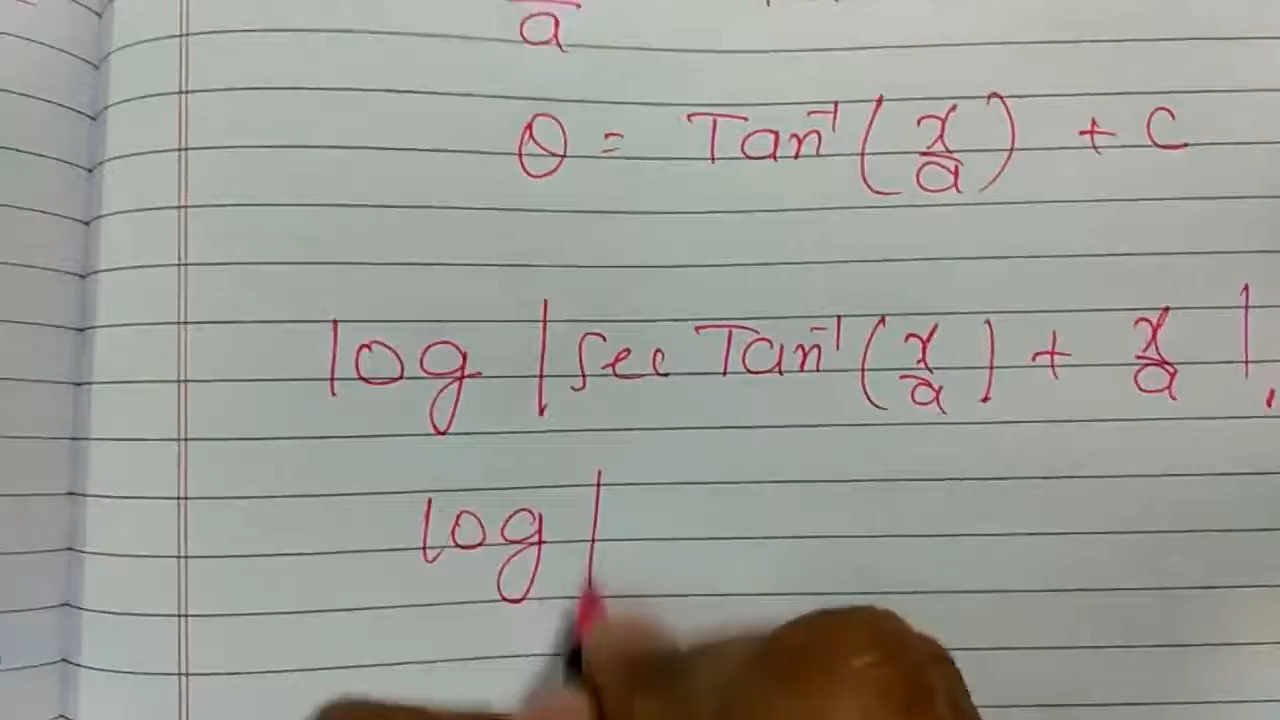 a
θ = Tan⁻¹ (x/a) + C
log |Sec Tan⁻¹ (x/a) + x/a|.
log |